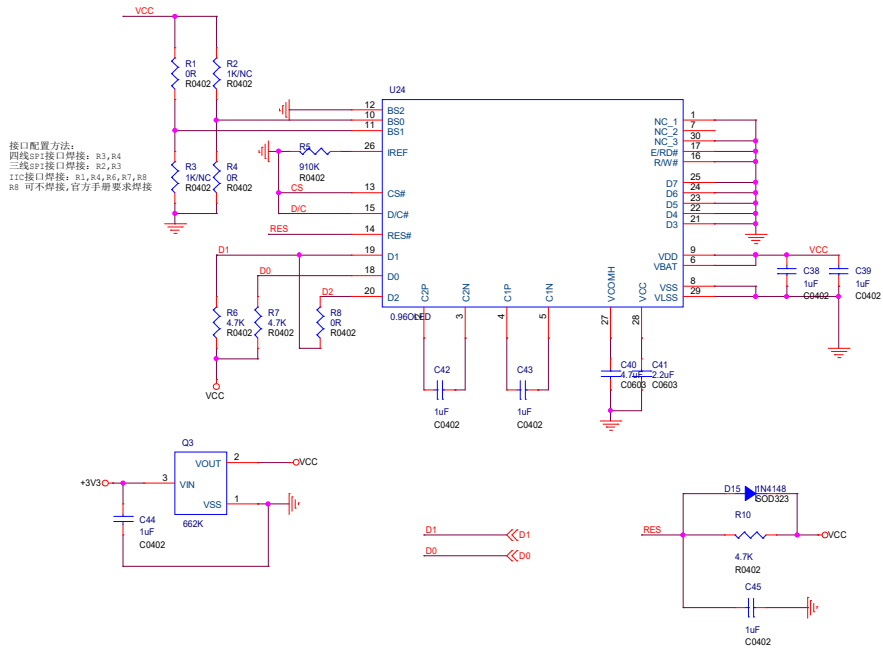 VCC
R1
0R
R0402
R2
1K/NC
R0402
接口配置方法:
四线SPI接口焊接: R3,R4
三线SPI接口焊接: R2,R3
IIC接口焊接: R1,R4,R6,R7,R8
R8 可不焊接,官方手册要求焊接
R3
1K/NC
R0402
R4
0R
R0402
U24
12 BS2
10 BS0
11 BS1
R5
910K
R0402
26 IREF
CS 13 CS#
D/C 15 D/C#
RES 14 RES#
D1 19 D1
D0 18 D0
D2 20 D2
NC_1 1
NC_2 7
NC_3 30
E/RD# 17
R/W# 16
D7 25
D6 24
D5 23
D4 22
D3 21
VDD 9 VCC
VBAT 6
VSS 8
VLSS 29
C38
1uF
C0402
C39
1uF
C0402
C2P
C2N
C1P
C1N
VCOMH
VCC
2
3
4
5
27
28
0.96OLED
R6
4.7K
R0402
R7
4.7K
R0402
R8
0R
R0402
VCC
C42
1uF
C0402
C43
1uF
C0402
C40
4.7uF
C0603
C41
2.2uF
C0603
Q3
+3V3
3 VIN
VOUT 2 VCC
VSS 1
662K
C44
1uF
C0402
D1 D1
D0 D0
D15 1N4148
SOD323
RES
R10
4.7K
R0402
VCC
C45
1uF
C0402